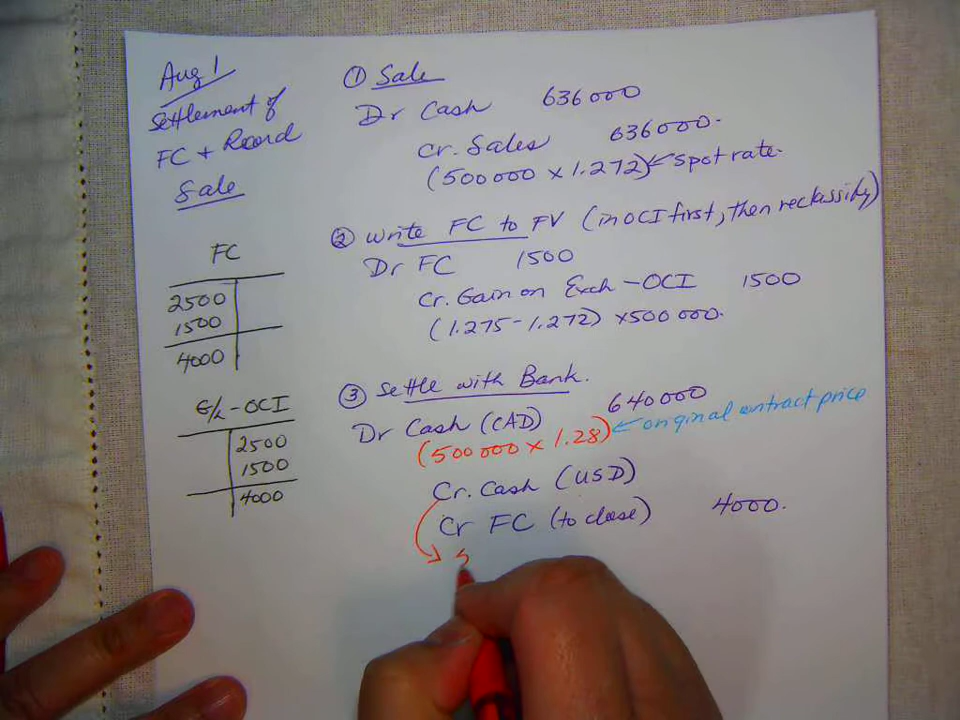 Aug 1
Settlement of
FC + Record
Sale
① Sale
Dr Cash 636000
Cr. Sales 636000.
(500000 x 1.272) ← spot rate.
② Write FC to FV (in OCI first, then reclassify)
Dr FC 1500
Cr. Gain on Exch - OCI 1500
(1.275 - 1.272) x 500000.
③ Settle with Bank.
Dr Cash (CAD) 640000
(500000 x 1.28) ← original contract price
Cr. Cash (USD)
Cr FC (to close) 4000.
FC
2500
1500
4000
G/L - OCI
2500
1500
4000